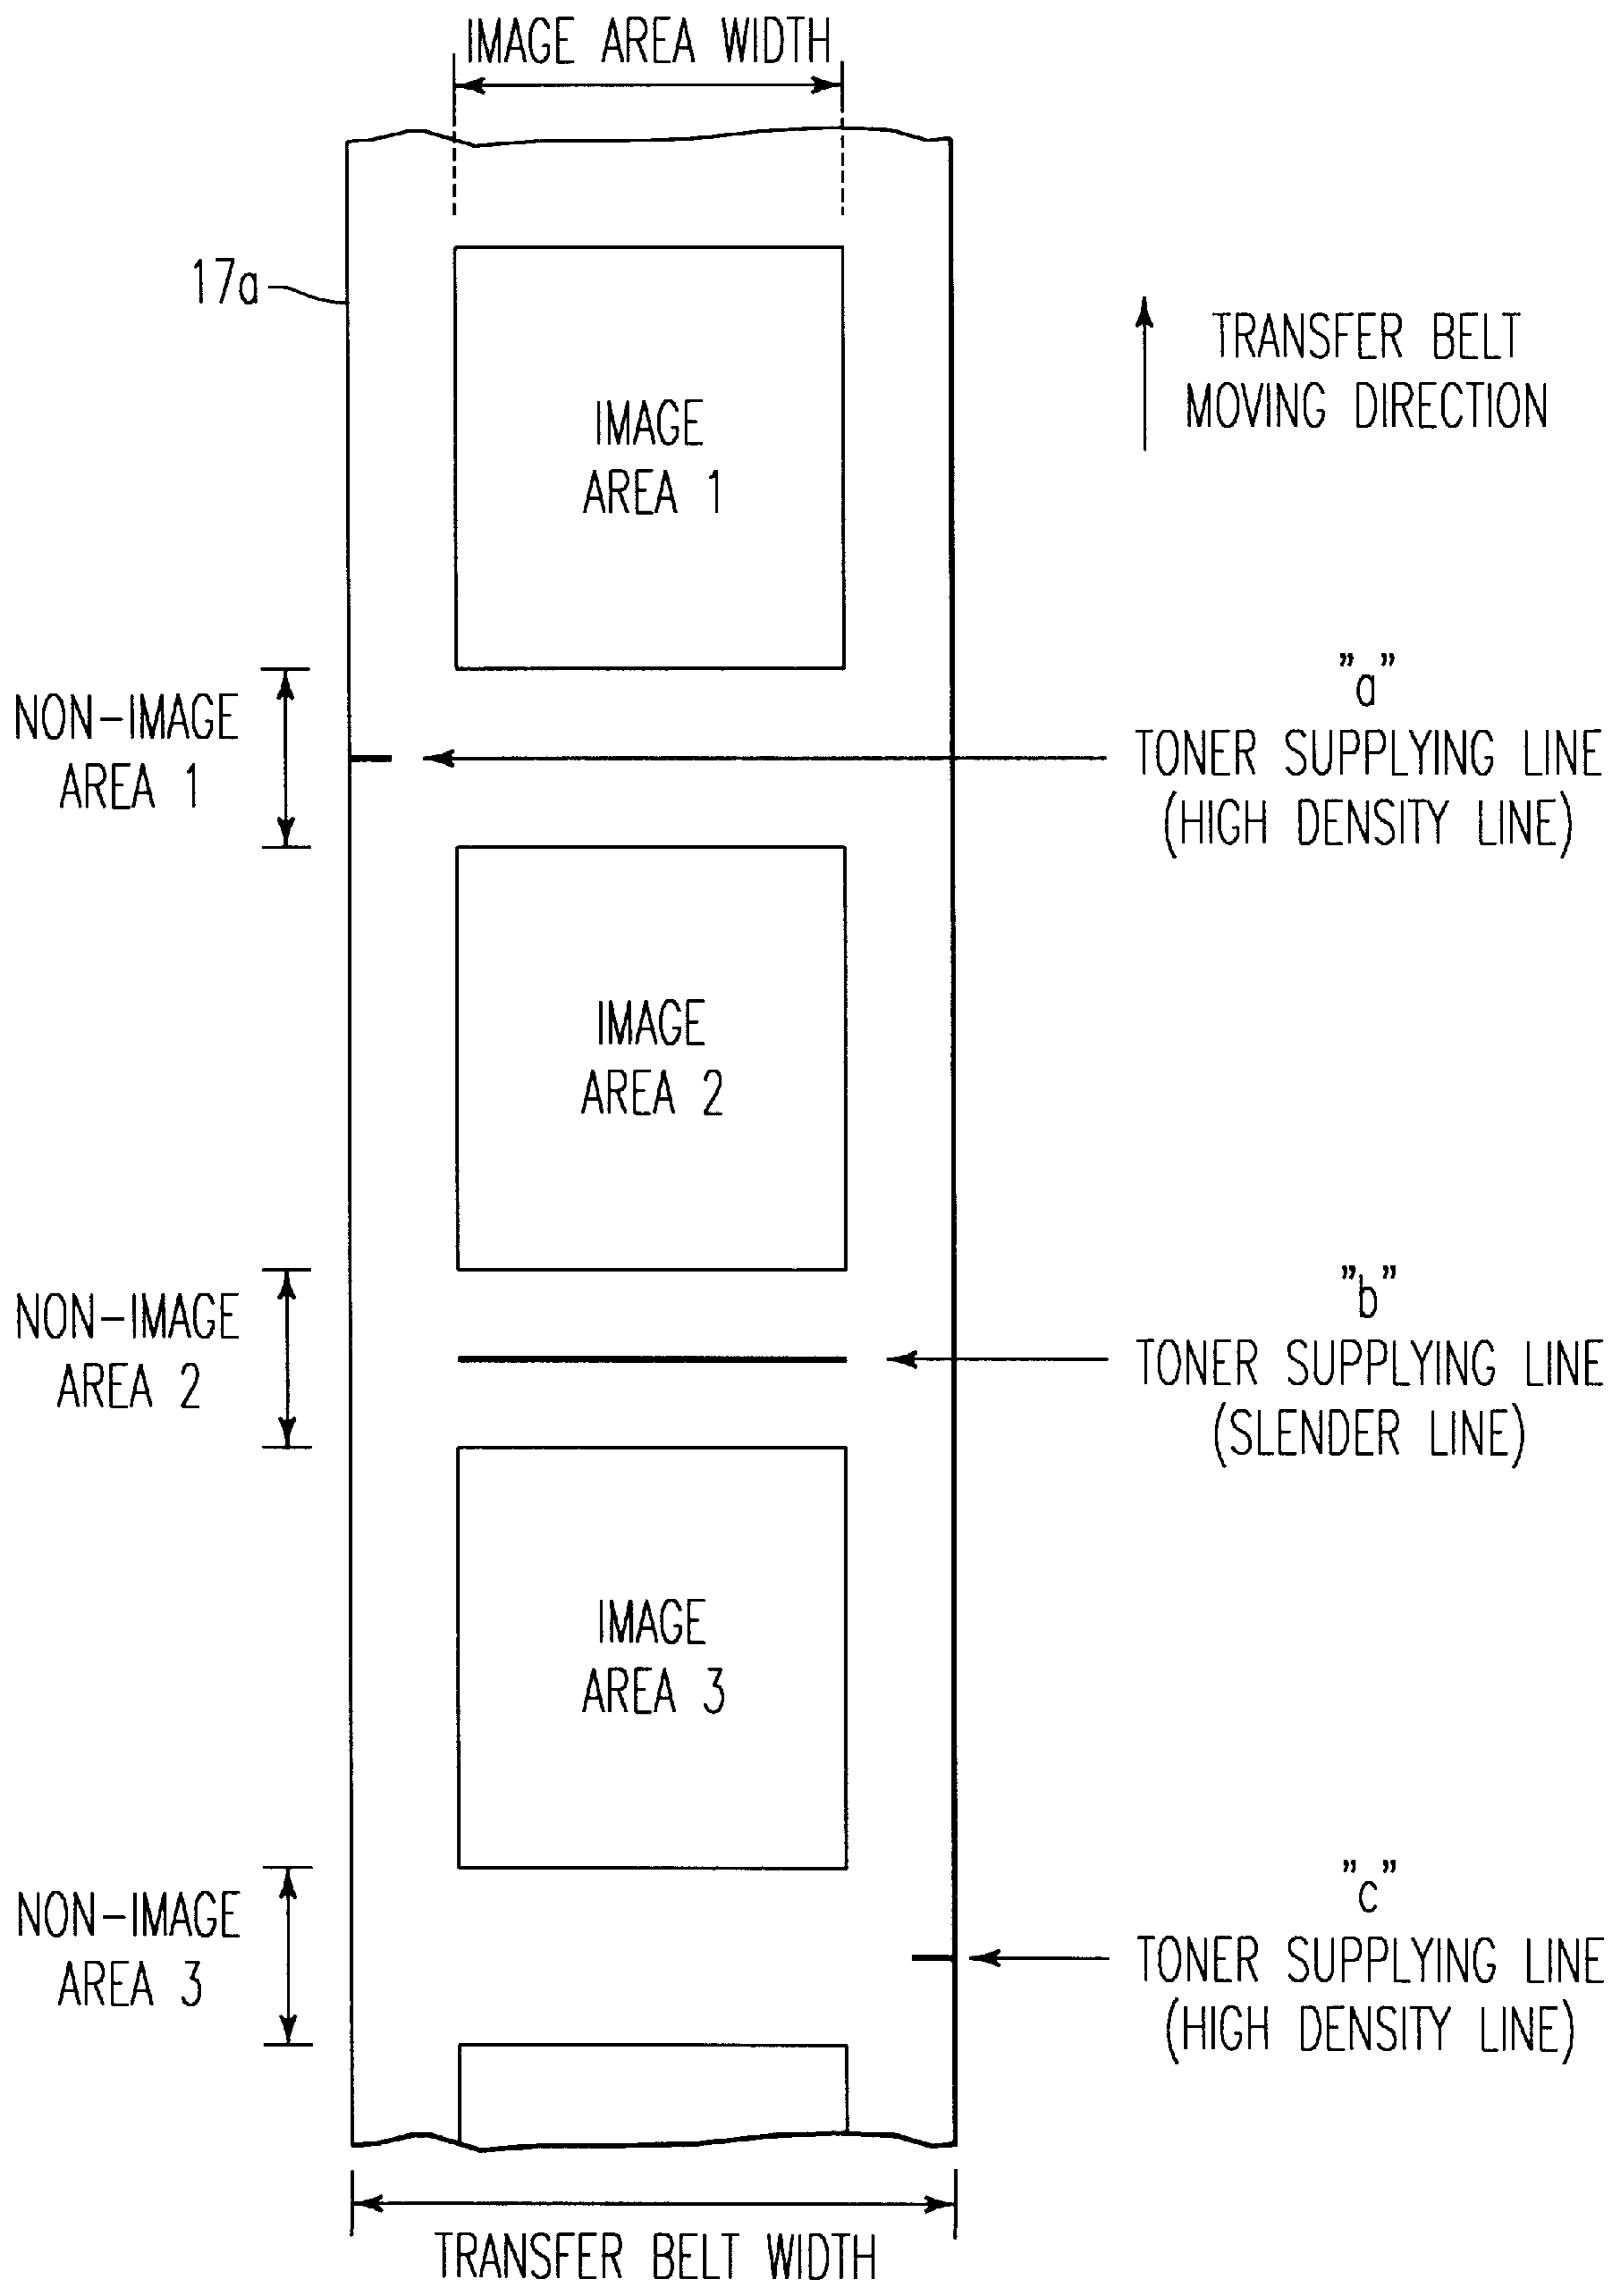 IMAGE AREA WIDTH
17a
TRANSFER BELT
MOVING DIRECTION
IMAGE
AREA 1
NON-IMAGE
AREA 1
"a"
TONER SUPPLYING LINE
(HIGH DENSITY LINE)
IMAGE
AREA 2
NON-IMAGE
AREA 2
"b"
TONER SUPPLYING LINE
(SLENDER LINE)
IMAGE
AREA 3
NON-IMAGE
AREA 3
"c"
TONER SUPPLYING LINE
(HIGH DENSITY LINE)
TRANSFER BELT WIDTH